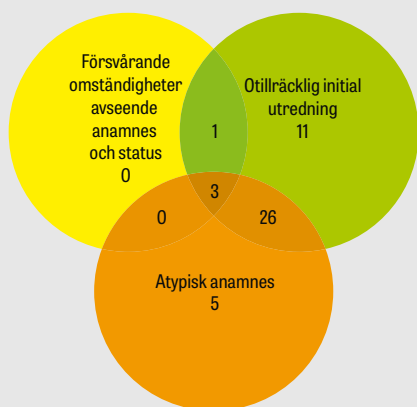 Försvårande
omständigheter
avseende
anamnes
och status
0
Otillräcklig initial
utredning
11
1
3
0
26
Atypisk anamnes
5